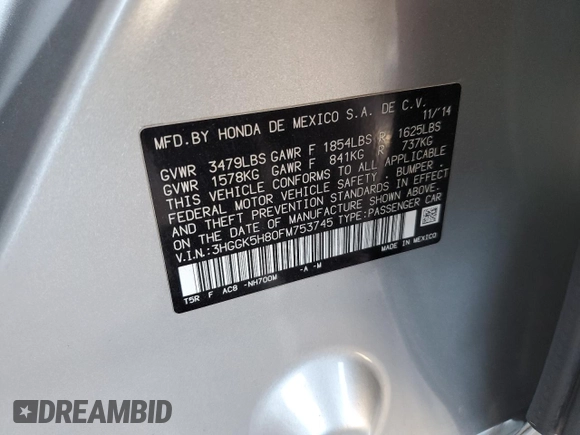 MFD.BY HONDA DE MEXICO S.A. DE C.V.
11/'14
GVWR 3479LBS GAWR F 1854LBS R 1625LBS
GVWR 1578KG GAWR F 841KG R 737KG
THIS VEHICLE CONFORMS TO ALL APPLICABLE
FEDERAL MOTOR VEHICLE SAFETY . BUMPER .
AND THEFT PREVENTION STANDARDS IN EFFECT
ON THE DATE OF MANUFACTURE SHOWN ABOVE.
V.I.N.:3HGGK5H80FM753745 TYPE:PASSENGER CAR
T5R F AC8 -NH700M -A -M MADE IN MEXICO
DREAMBID